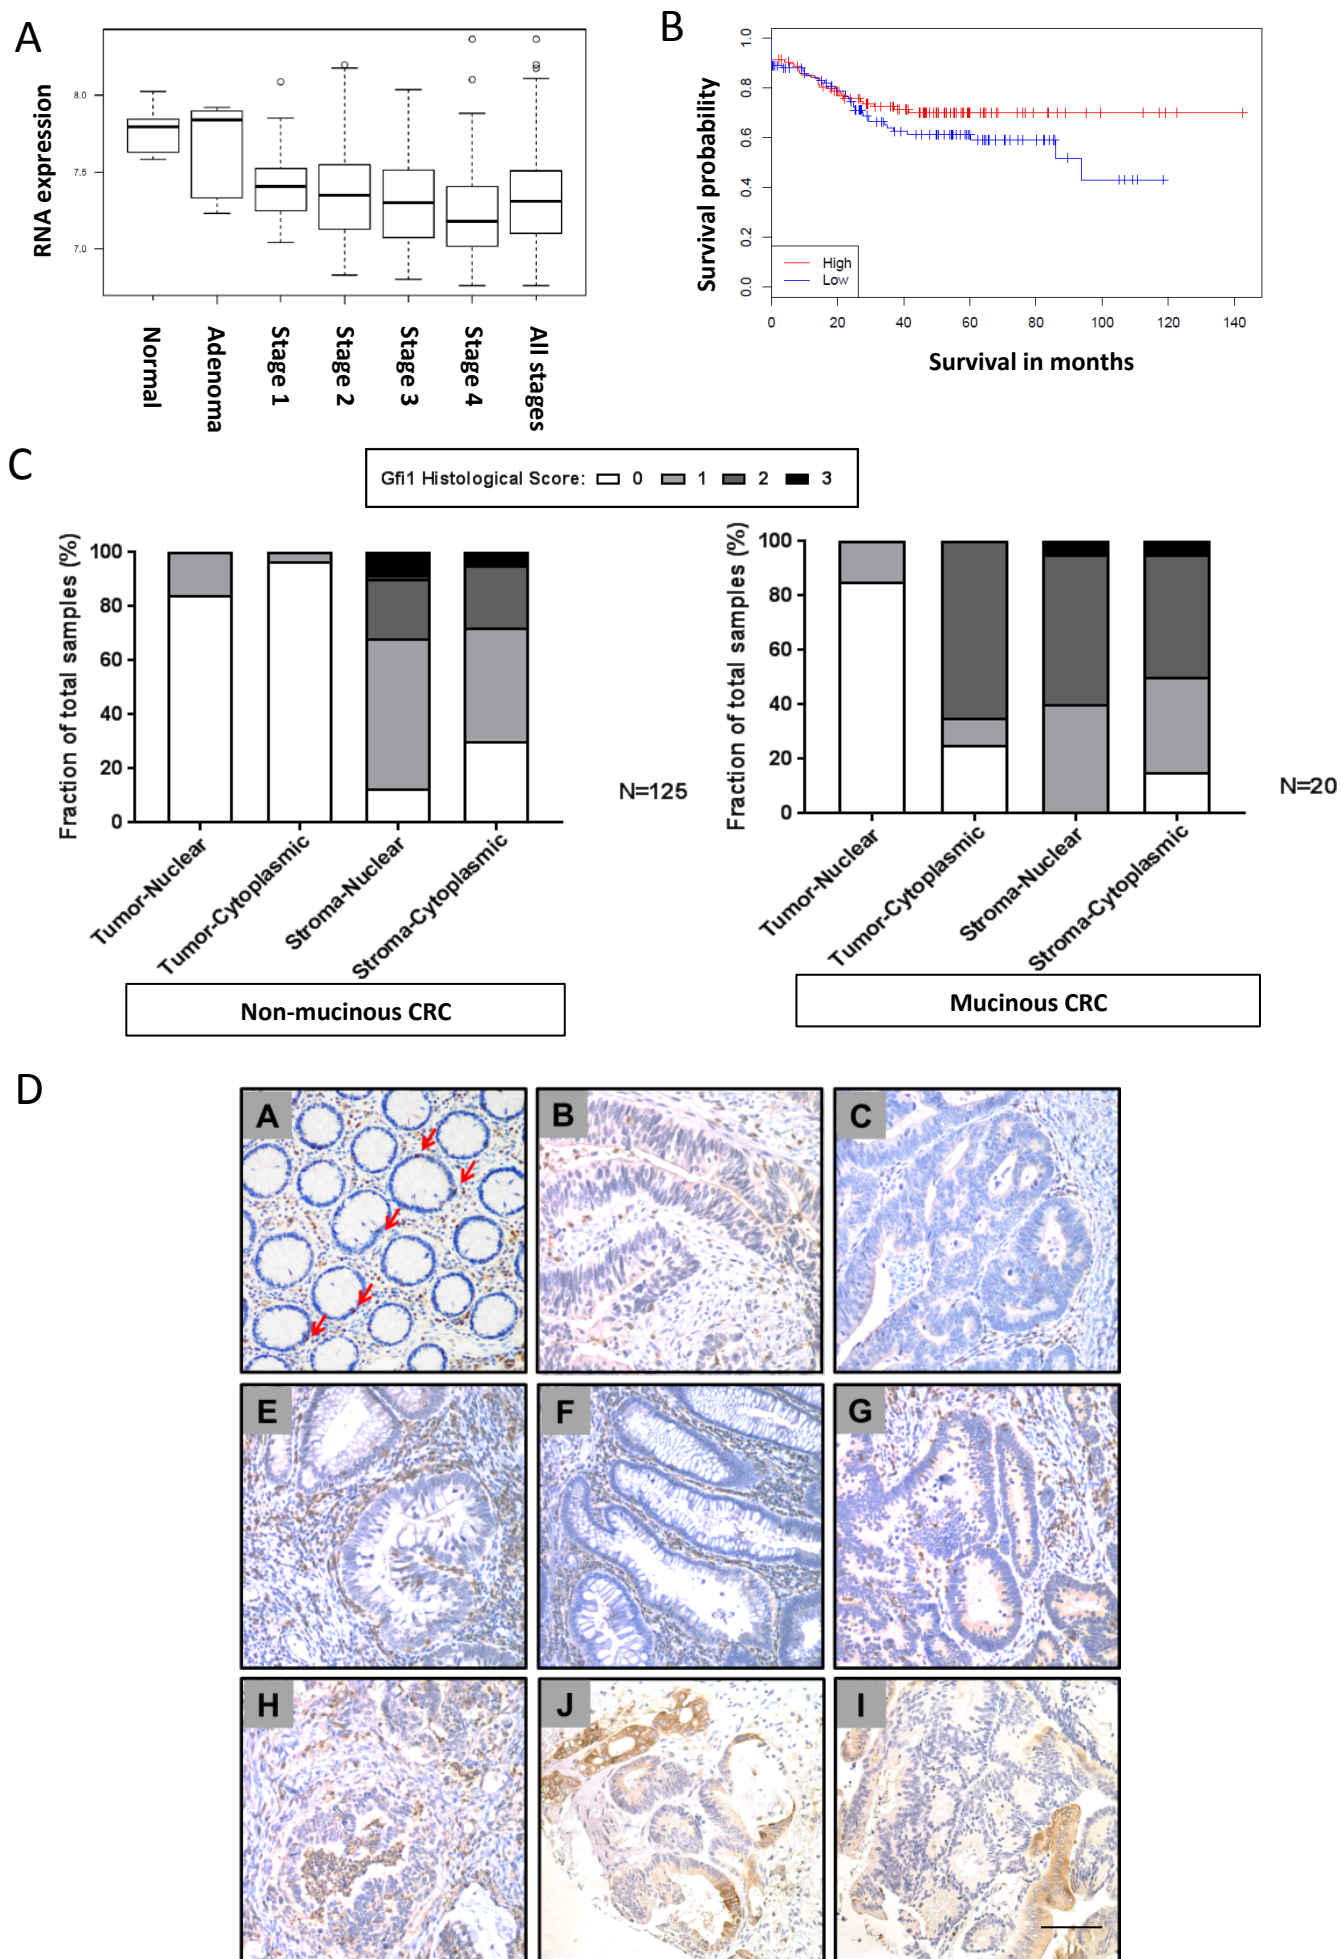 A
RNA expression
8.0
7.5
7.0
Normal
Adenoma
Stage 1
Stage 2
Stage 3
Stage 4
All stages
B
Survival probability
1.0
0.8
0.6
0.4
0.2
0.0
High
Low
0 20 40 60 80 100 120 140
Survival in months
C
Gfi1 Histological Score: 0 1 2 3
Fraction of total samples (%)
100
80
60
40
20
0
Tumor-Nuclear
Tumor-Cytoplasmic
Stroma-Nuclear
Stroma-Cytoplasmic
N=125
Non-mucinous CRC
Fraction of total samples (%)
100
80
60
40
20
0
Tumor-Nuclear
Tumor-Cytoplasmic
Stroma-Nuclear
Stroma-Cytoplasmic
N=20
Mucinous CRC
D
A B C
E F G
H J I